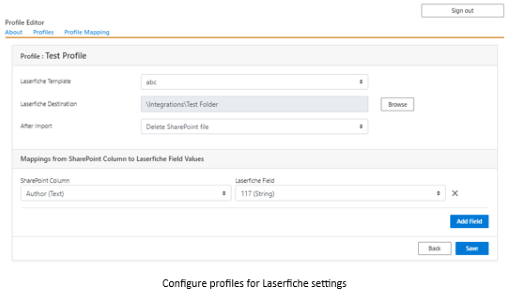 Sign out
Profile Editor
About Profiles Profile Mapping
Profile : Test Profile
Laserfiche Template abc
Laserfiche Destination \Integrations\Test Folder Browse
After Import Delete SharePoint file
Mappings from SharePoint Column to Laserfiche Field Values
SharePoint Column Laserfiche Field
Author (Text) 117 (String)
Add Field
Back Save
Configure profiles for Laserfiche settings